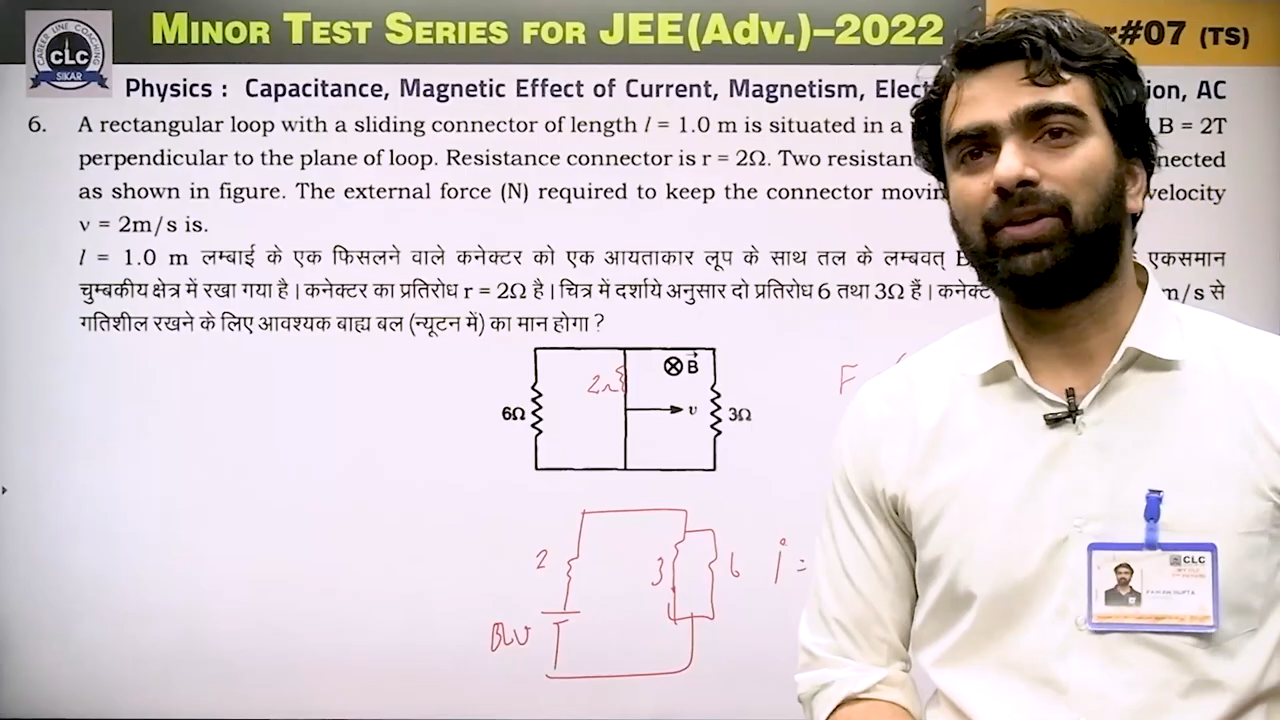 MINOR TEST SERIES FOR JEE(Adv.)–2022 #07 (TS)
CAREER LINE COACHING
CLC
SIKAR
Physics : Capacitance, Magnetic Effect of Current, Magnetism, Elect ion, AC
6. A rectangular loop with a sliding connector of length l = 1.0 m is situated in a B = 2T
perpendicular to the plane of loop. Resistance connector is r = 2Ω. Two resistan nected
as shown in figure. The external force (N) required to keep the connector movin velocity
v = 2m/s is.
l = 1.0 m लम्बाई के एक फिसलने वाले कनेक्टर को एक आयताकार लूप के साथ तल के लम्बवत् एकसमान
चुम्बकीय क्षेत्र में रखा गया है। कनेक्टर का प्रतिरोध r = 2Ω है। चित्र में दर्शाये अनुसार दो प्रतिरोध 6 तथा 3Ω हैं। कनेक्ट m/s से
गतिशील रखने के लिए आवश्यक बाह्य बल (न्यूटन में) का मान होगा ?
B
2Ω
F
6Ω
υ
3Ω
2
3
6
i =
BLV
CLC
PAWAN GUPTA